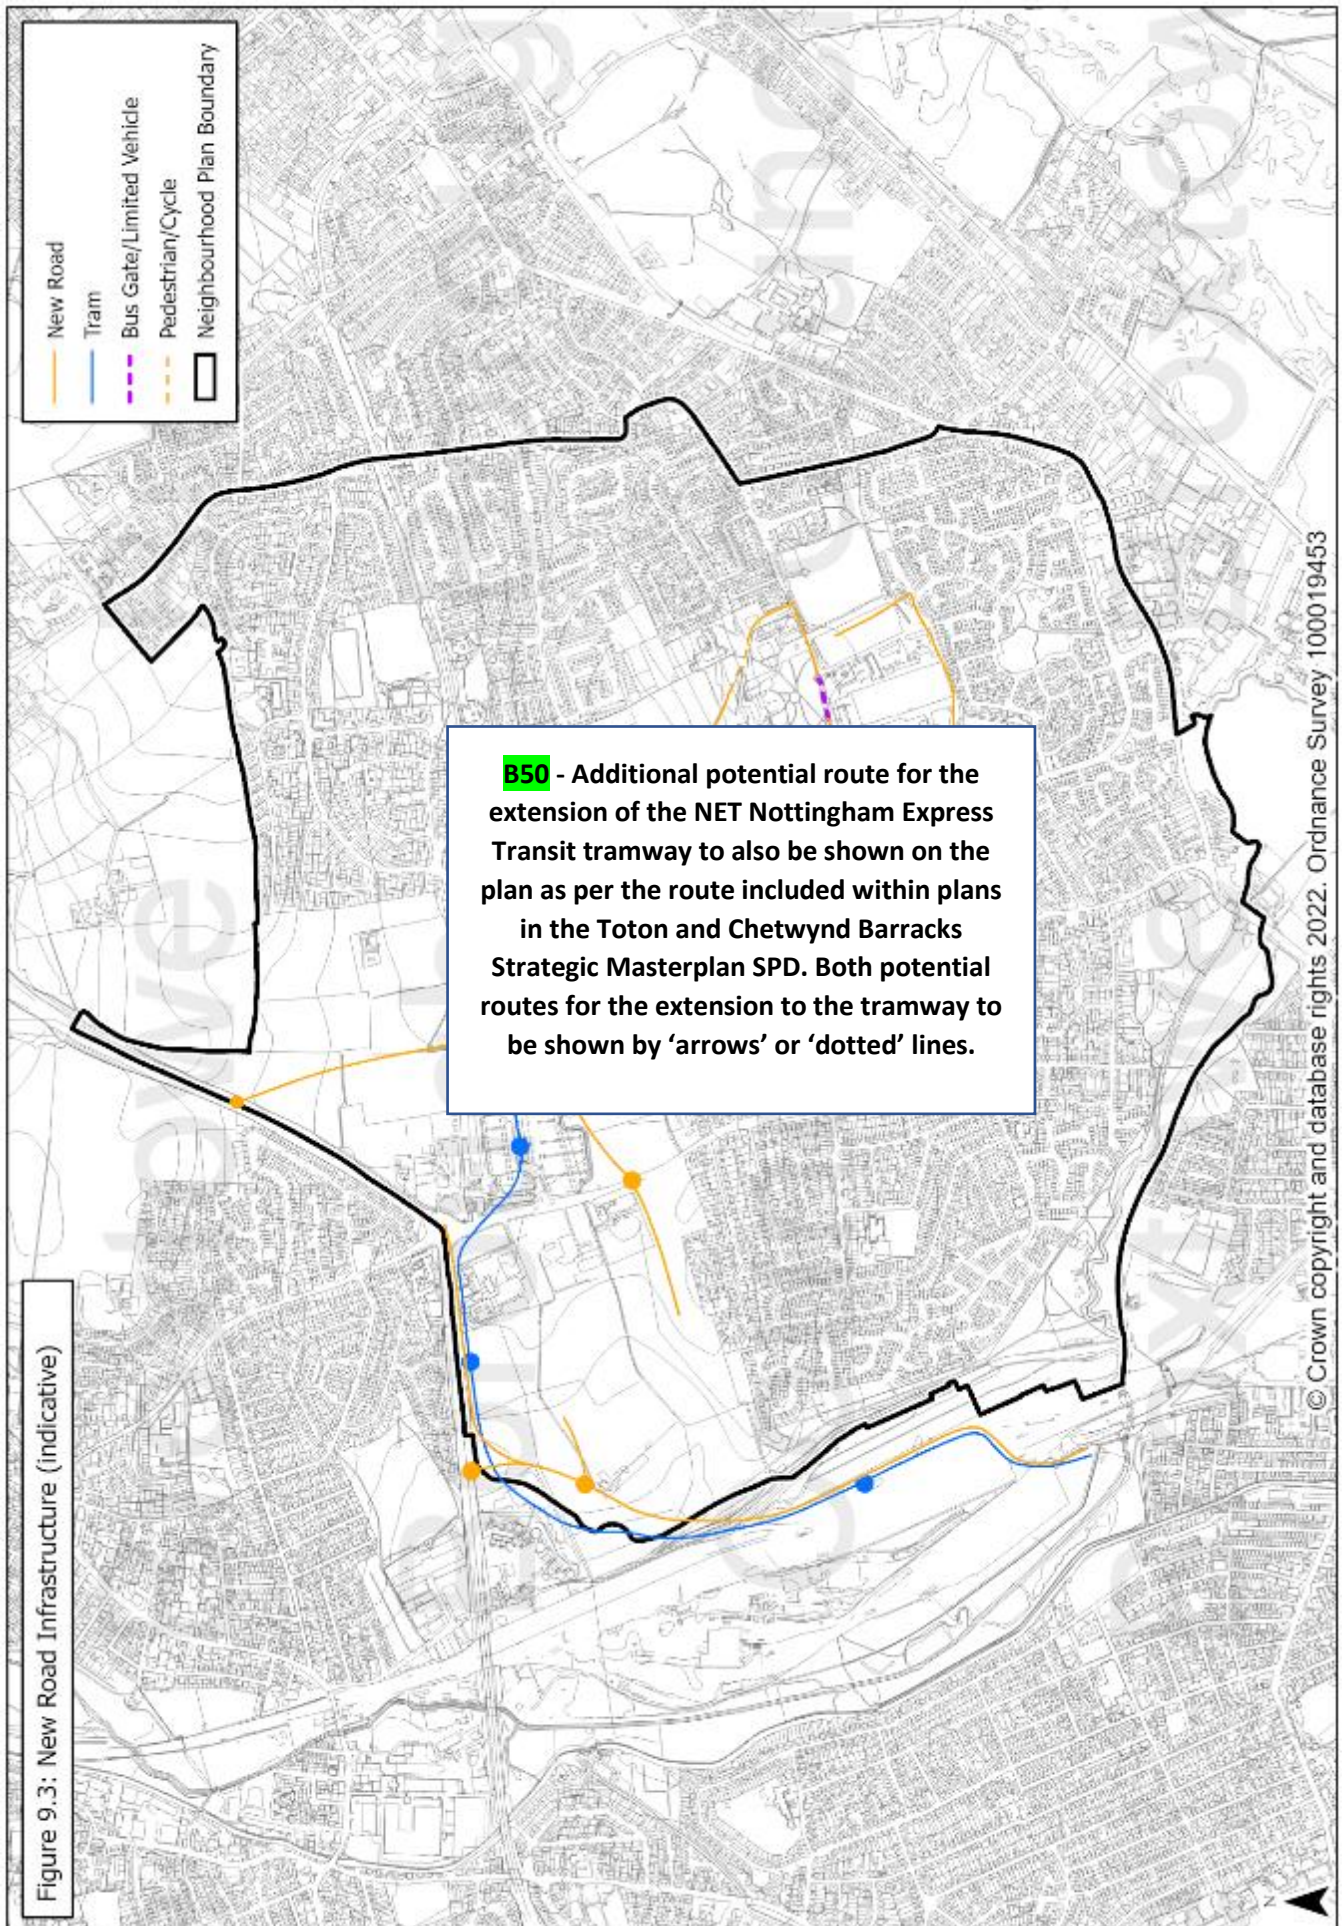 Figure 9.3: New Road Infrastructure (indicative)
New Road
Tram
Bus Gate/Limited Vehicle
Pedestrian/Cycle
Neighbourhood Plan Boundary
B50 - Additional potential route for the
extension of the NET Nottingham Express
Transit tramway to also be shown on the
plan as per the route included within plans
in the Toton and Chetwynd Barracks
Strategic Masterplan SPD. Both potential
routes for the extension to the tramway to
be shown by ‘arrows’ or ‘dotted’ lines.
© Crown copyright and database rights 2022. Ordnance Survey 100019453
N